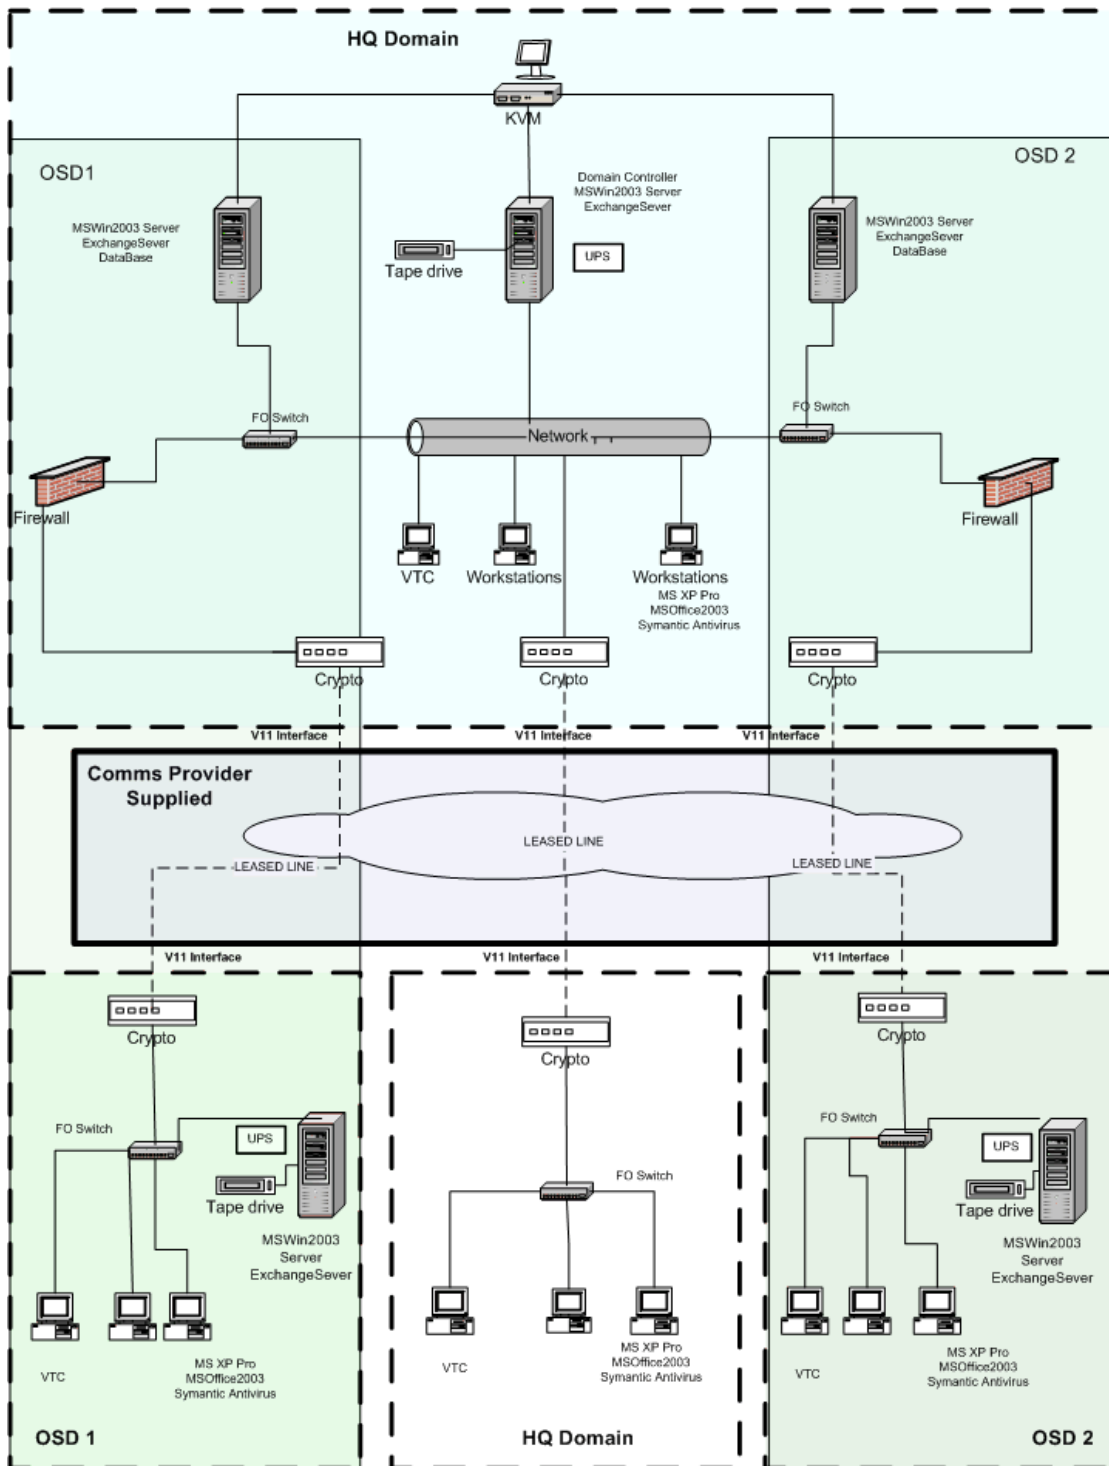 HQ Domain
KVM
OSD1
OSD 2
MSWin2003 Server
ExchangeSever
DataBase
Domain Controller
MSWin2003 Server
ExchangeSever
Tape drive
UPS
MSWin2003 Server
ExchangeSever
DataBase
FO Switch
Network
FO Switch
Firewall
Firewall
VTC
Workstations
Workstations
MS XP Pro
MSOffice2003
Symantic Antivirus
Crypto
Crypto
Crypto
V11 Interface
V11 Interface
V11 Interface
Comms Provider
Supplied
LEASED LINE
LEASED LINE
LEASED LINE
V11 Interface
V11 Interface
V11 Interface
Crypto
FO Switch
UPS
Tape drive
MSWin2003
Server
ExchangeSever
VTC
MS XP Pro
MSOffice2003
Symantic Antivirus
OSD 1
Crypto
FO Switch
VTC
MS XP Pro
MSOffice2003
Symantic Antivirus
HQ Domain
Crypto
FO Switch
UPS
Tape drive
MSWin2003
Server
ExchangeSever
VTC
MS XP Pro
MSOffice2003
Symantic Antivirus
OSD 2